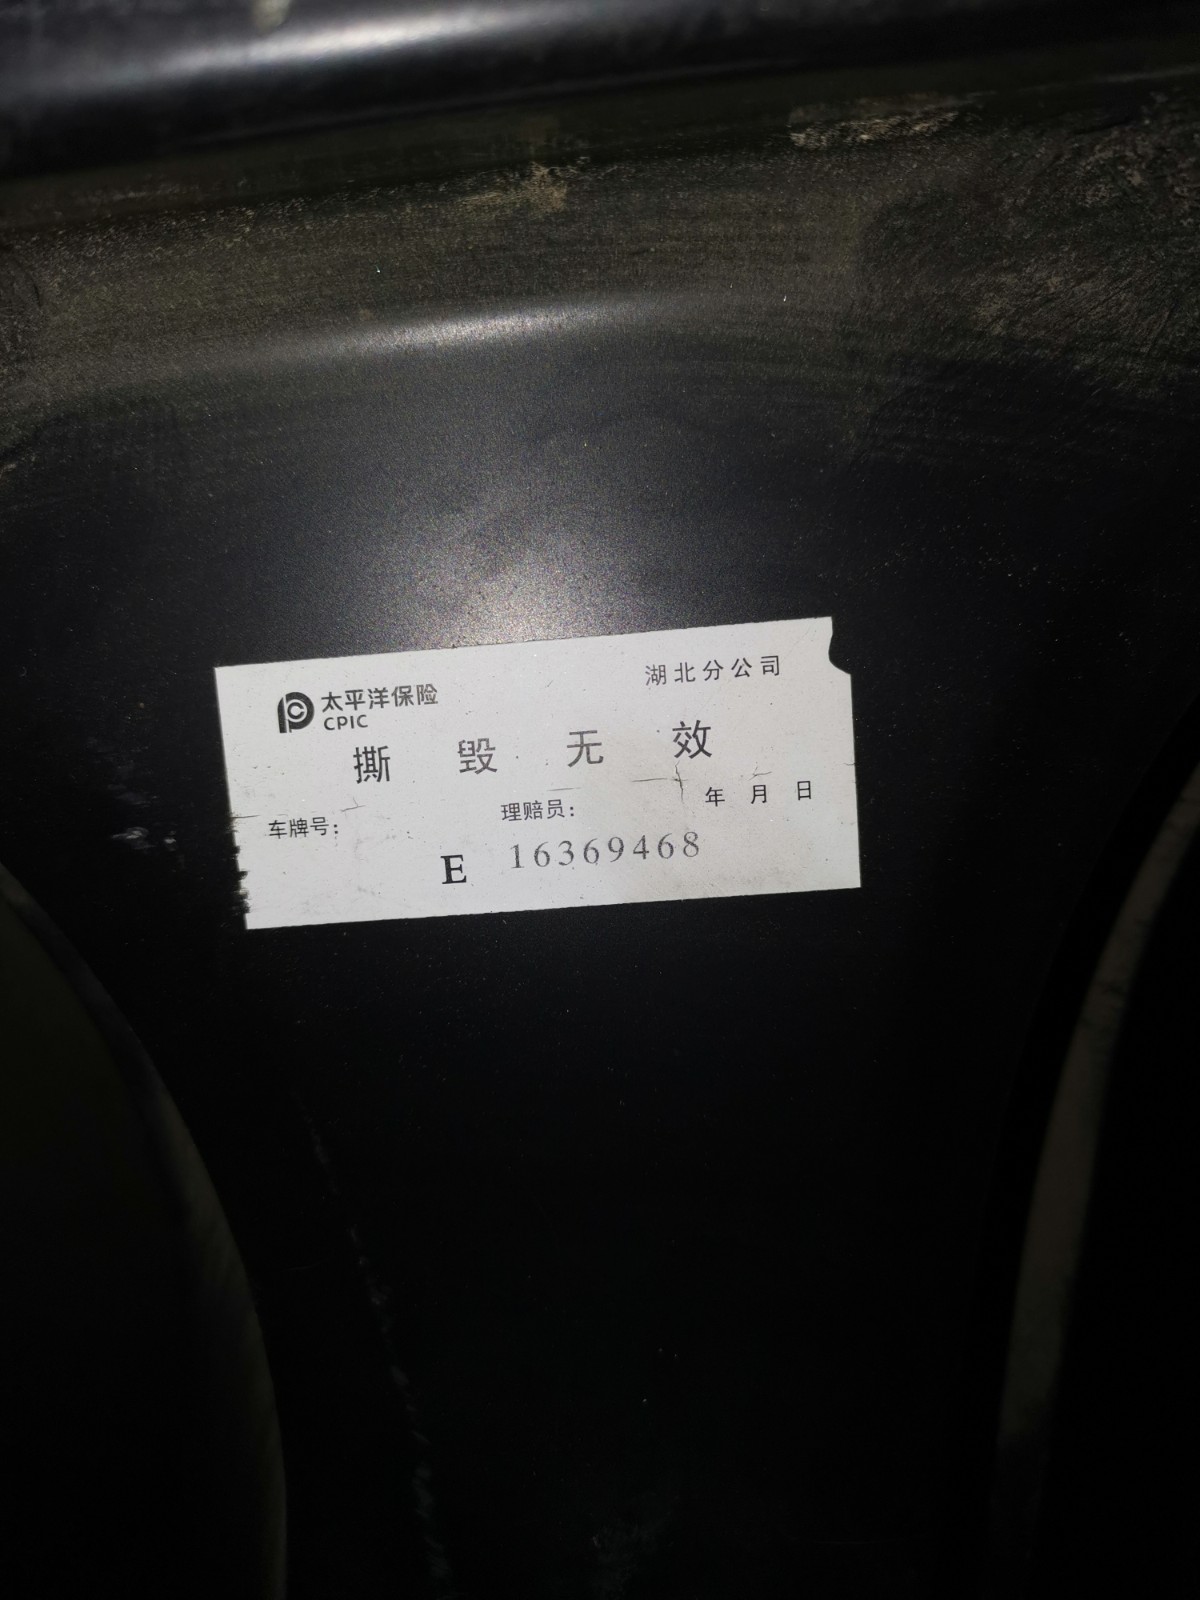 太平洋保险 湖北分公司
CPIC
撕 毁 无 效
车牌号： 理赔员： 年 月 日
E 16369468